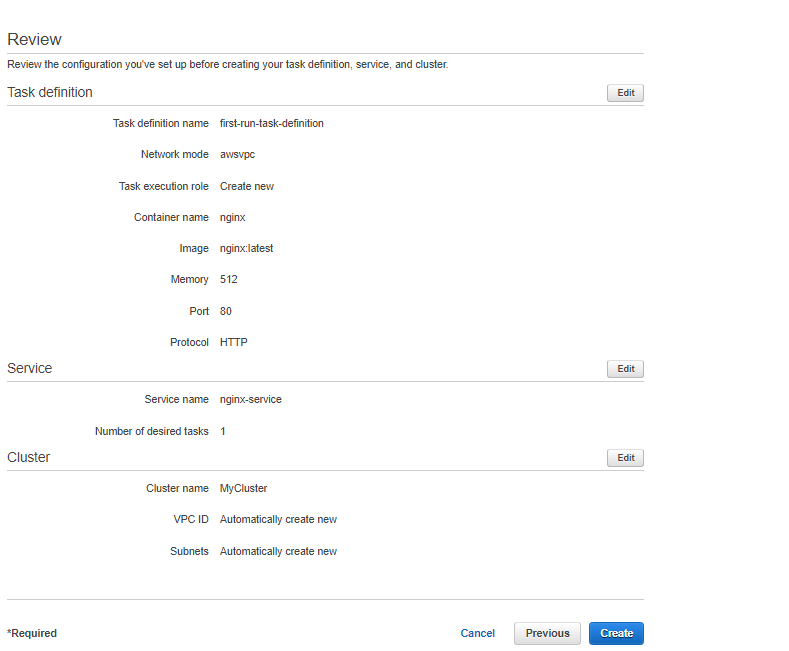 Review
Review the configuration you've set up before creating your task definition, service, and cluster.
Task definition Edit
Task definition name first-run-task-definition
Network mode awsvpc
Task execution role Create new
Container name nginx
Image nginx:latest
Memory 512
Port 80
Protocol HTTP
Service Edit
Service name nginx-service
Number of desired tasks 1
Cluster Edit
Cluster name MyCluster
VPC ID Automatically create new
Subnets Automatically create new
*Required Cancel Previous Create